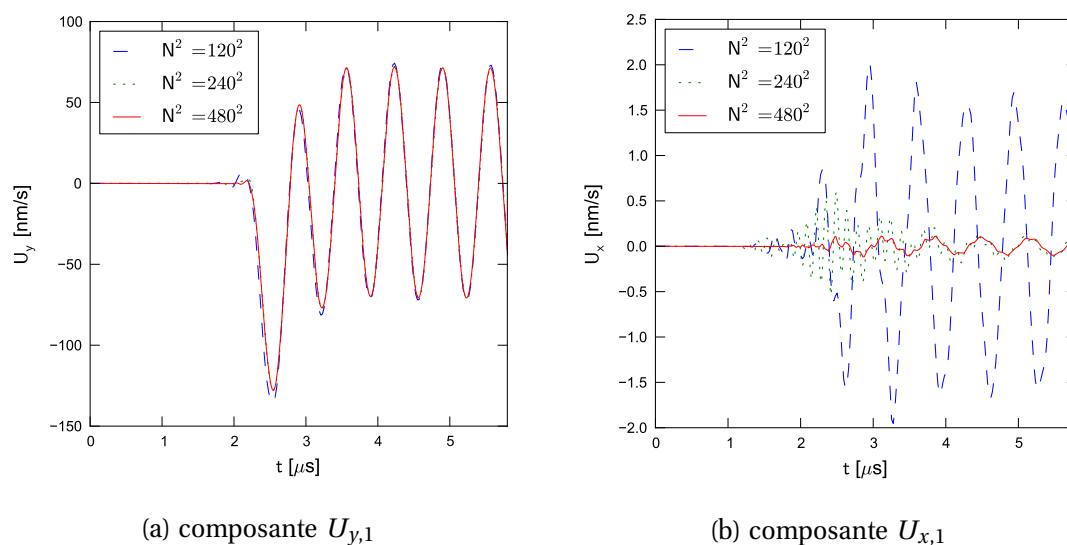 100
50
0
−50
−100
−150
U_y [nm/s]
N² =120²
N² =240²
N² =480²
0 1 2 3 4 5
t [μs]
(a) composante U_{y,1}
2.5
2.0
1.5
1.0
0.5
0.0
−0.5
−1.0
−1.5
−2.0
U_x [nm/s]
N² =120²
N² =240²
N² =480²
0 1 2 3 4 5
t [μs]
(b) composante U_{x,1}